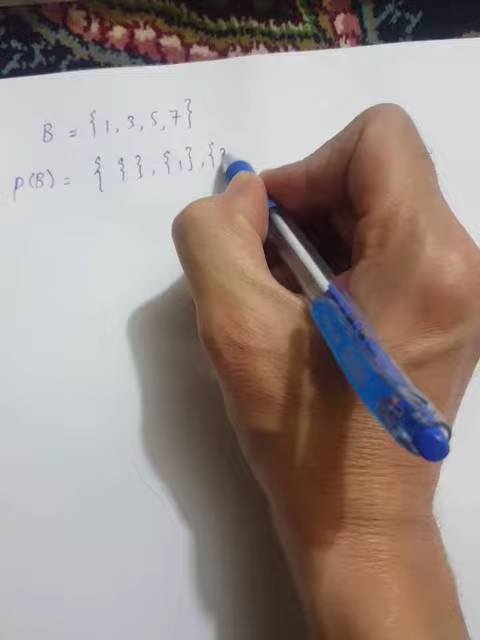 B = {1, 3, 5, 7}
P(B) = { { }, {1}, {